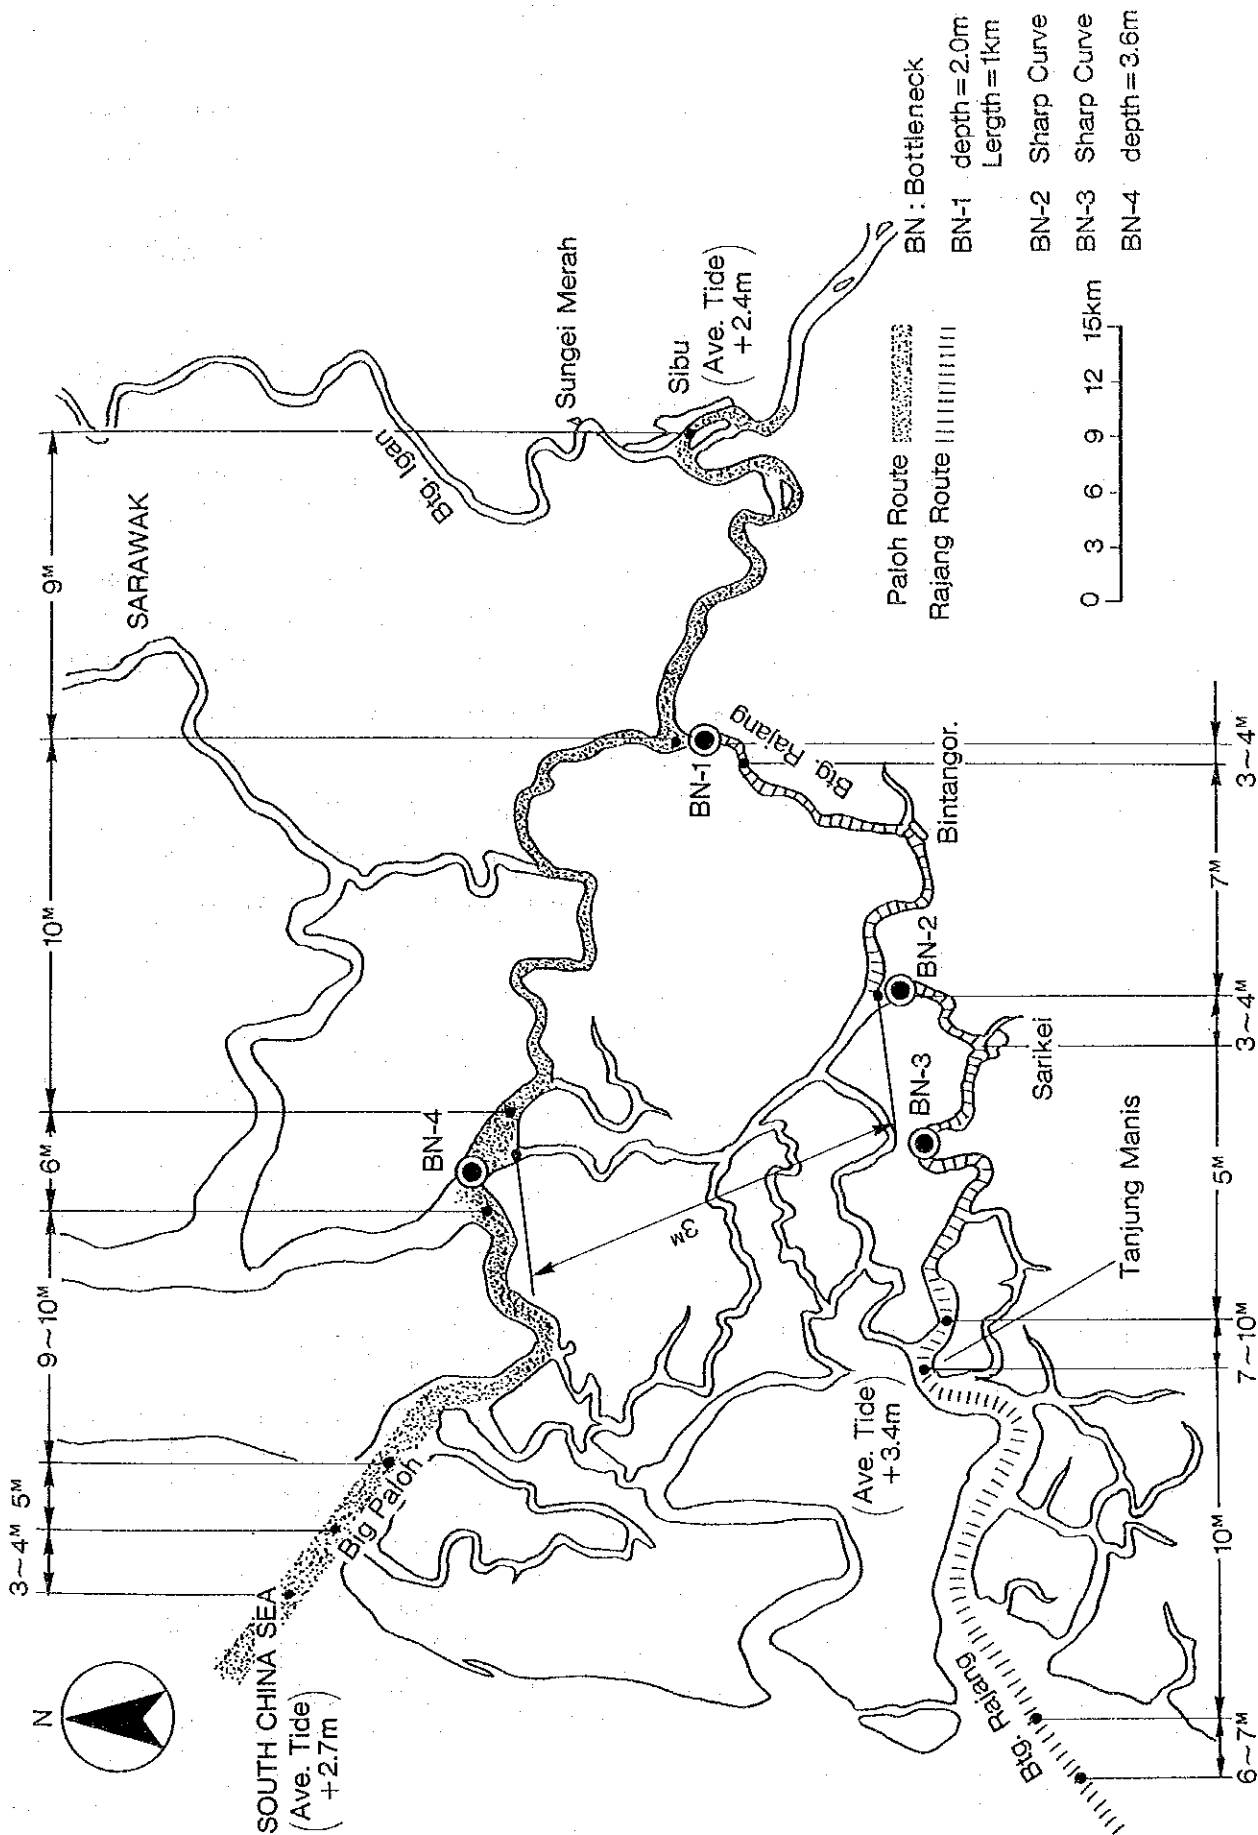 N
3~4ᴹ 5ᴹ 9~10ᴹ 6ᴹ 10ᴹ 9ᴹ
SARAWAK
SOUTH CHINA SEA
(Ave. Tide
+2.7m)
Big Paloh
BN-4
Btg. Igan
Sungei Merah
Sibu
(Ave. Tide
+2.4m)
BN-1
Btg. Rajang
Bintangor.
3ᴹ
BN-2
BN-3
Sarikei
(Ave. Tide
+3.4m)
Tanjung Manis
Btg. Rajang
6~7ᴹ 10ᴹ 7~10ᴹ 5ᴹ 3~4ᴹ 7ᴹ 3~4ᴹ
Paloh Route
Rajang Route
0 3 6 9 12 15km
BN : Bottleneck
BN-1 depth=2.0m
Lergth=1km
BN-2 Sharp Curve
BN-3 Sharp Curve
BN-4 depth=3.6m